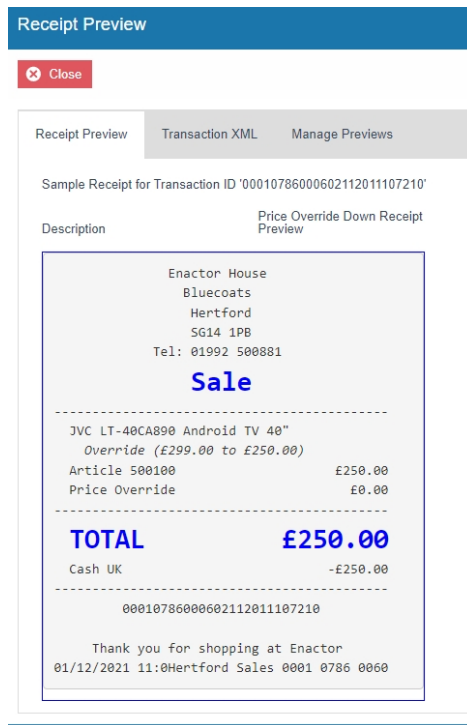 Receipt Preview
Close
Receipt Preview Transaction XML Manage Previews
Sample Receipt for Transaction ID '00010786000602112011107210'
Description Price Override Down Receipt
Preview
Enactor House
Bluecoats
Hertford
SG14 1PB
Tel: 01992 500881
Sale
JVC LT-40CA890 Android TV 40"
Override (£299.00 to £250.00)
Article 500100 £250.00
Price Override £0.00
TOTAL £250.00
Cash UK -£250.00
00010786000602112011107210
Thank you for shopping at Enactor
01/12/2021 11:0Hertford Sales 0001 0786 0060